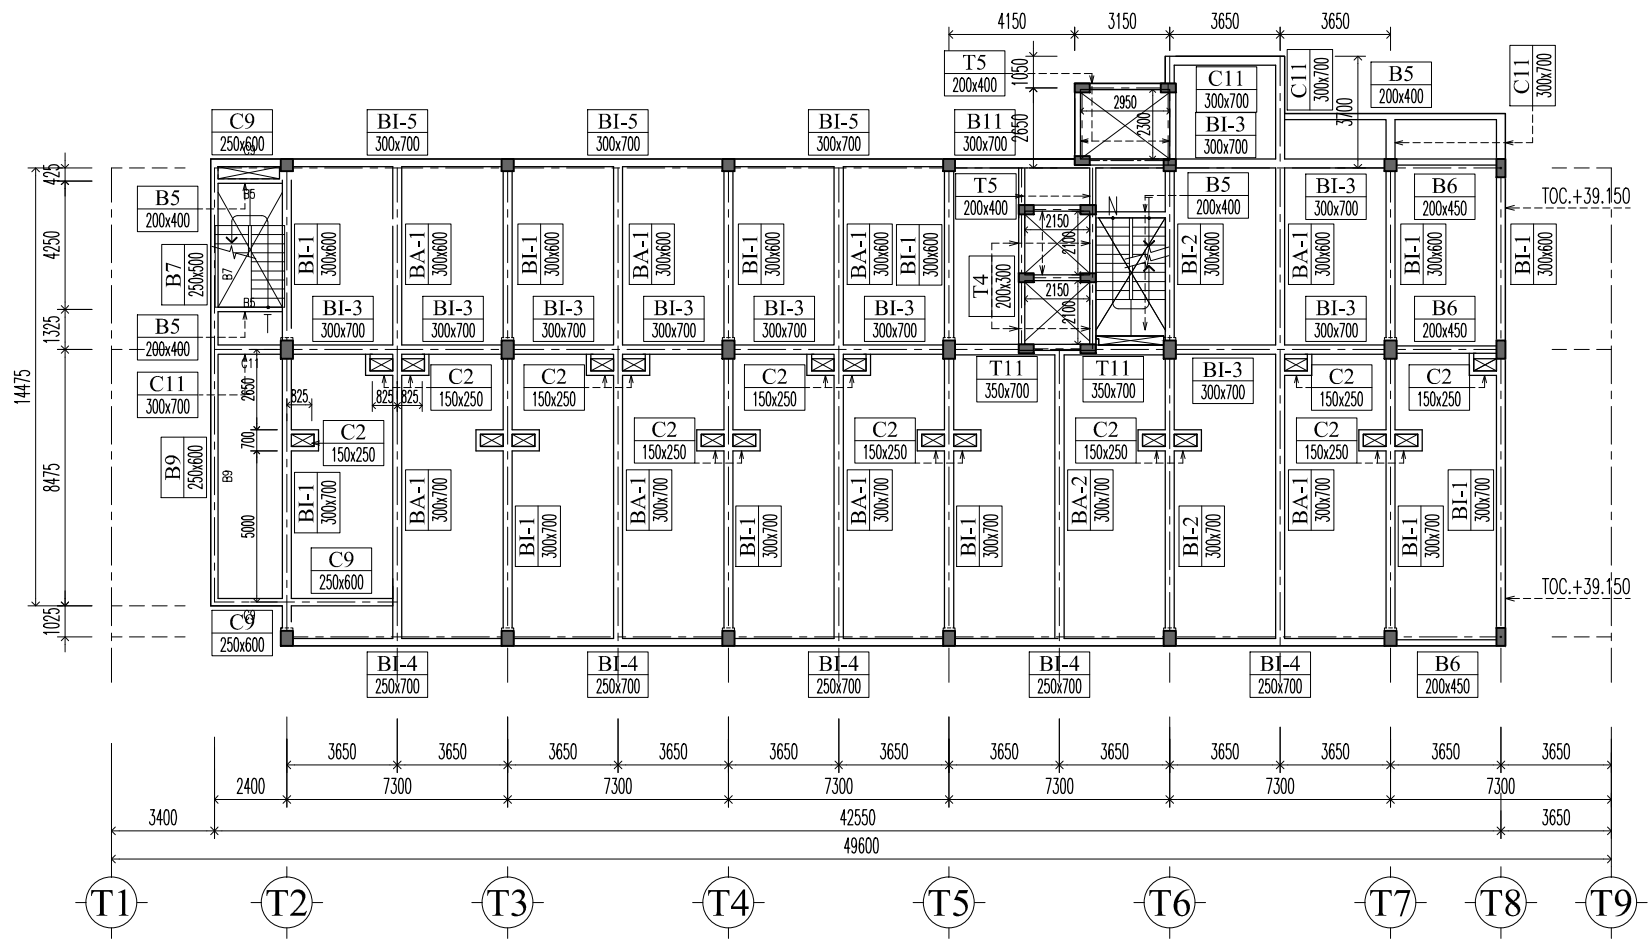 4150
3150
3650
3650
T5
200x400
1050
2650
2950
2300
C11
300x700
BI-3
300x700
C11
300x700
3700
B5
200x400
C11
300x700
C9
250x600
C9
BI-5
300x700
BI-5
300x700
BI-5
300x700
B11
300x700
425
B5
200x400
B5
T5
200x400
B5
200x400
BI-3
300x700
B6
200x450
TOC.+39.150
4250
B7
250x500
B7
BI-1
300x600
BA-1
300x600
BI-1
300x600
BA-1
300x600
BI-1
300x600
BA-1
300x600
BI-1
300x600
2150
2100
N
BI-2
300x600
BA-1
300x600
BI-1
300x600
BI-1
300x600
T4
200x300
2150
2100
B5
T
BI-3
300x700
BI-3
300x700
BI-3
300x700
BI-3
300x700
BI-3
300x700
BI-3
300x700
BI-3
300x700
B6
200x450
1325
B5
200x400
14475
C11
C11
300x700
2650
825
825
825
C2
150x250
C2
150x250
C2
150x250
T11
350x700
T11
350x700
BI-3
300x700
C2
150x250
C2
150x250
700
C2
150x250
C2
150x250
C2
150x250
C2
150x250
C2
150x250
8475
B9
250x600
B9
5000
BI-1
300x700
BA-1
300x700
BI-1
300x700
BA-1
300x700
BI-1
300x700
BA-1
300x700
BI-1
300x700
BA-2
300x700
BI-2
300x700
BA-1
300x700
BI-1
300x700
BI-1
300x700
C9
250x600
TOC.+39.150
1025
C9
C9
250x600
BI-4
250x700
BI-4
250x700
BI-4
250x700
BI-4
250x700
BI-4
250x700
B6
200x450
3650
3650
3650
3650
3650
3650
3650
3650
3650
3650
3650
3650
2400
7300
7300
7300
7300
7300
7300
3400
42550
3650
49600
T1
T2
T3
T4
T5
T6
T7
T8
T9